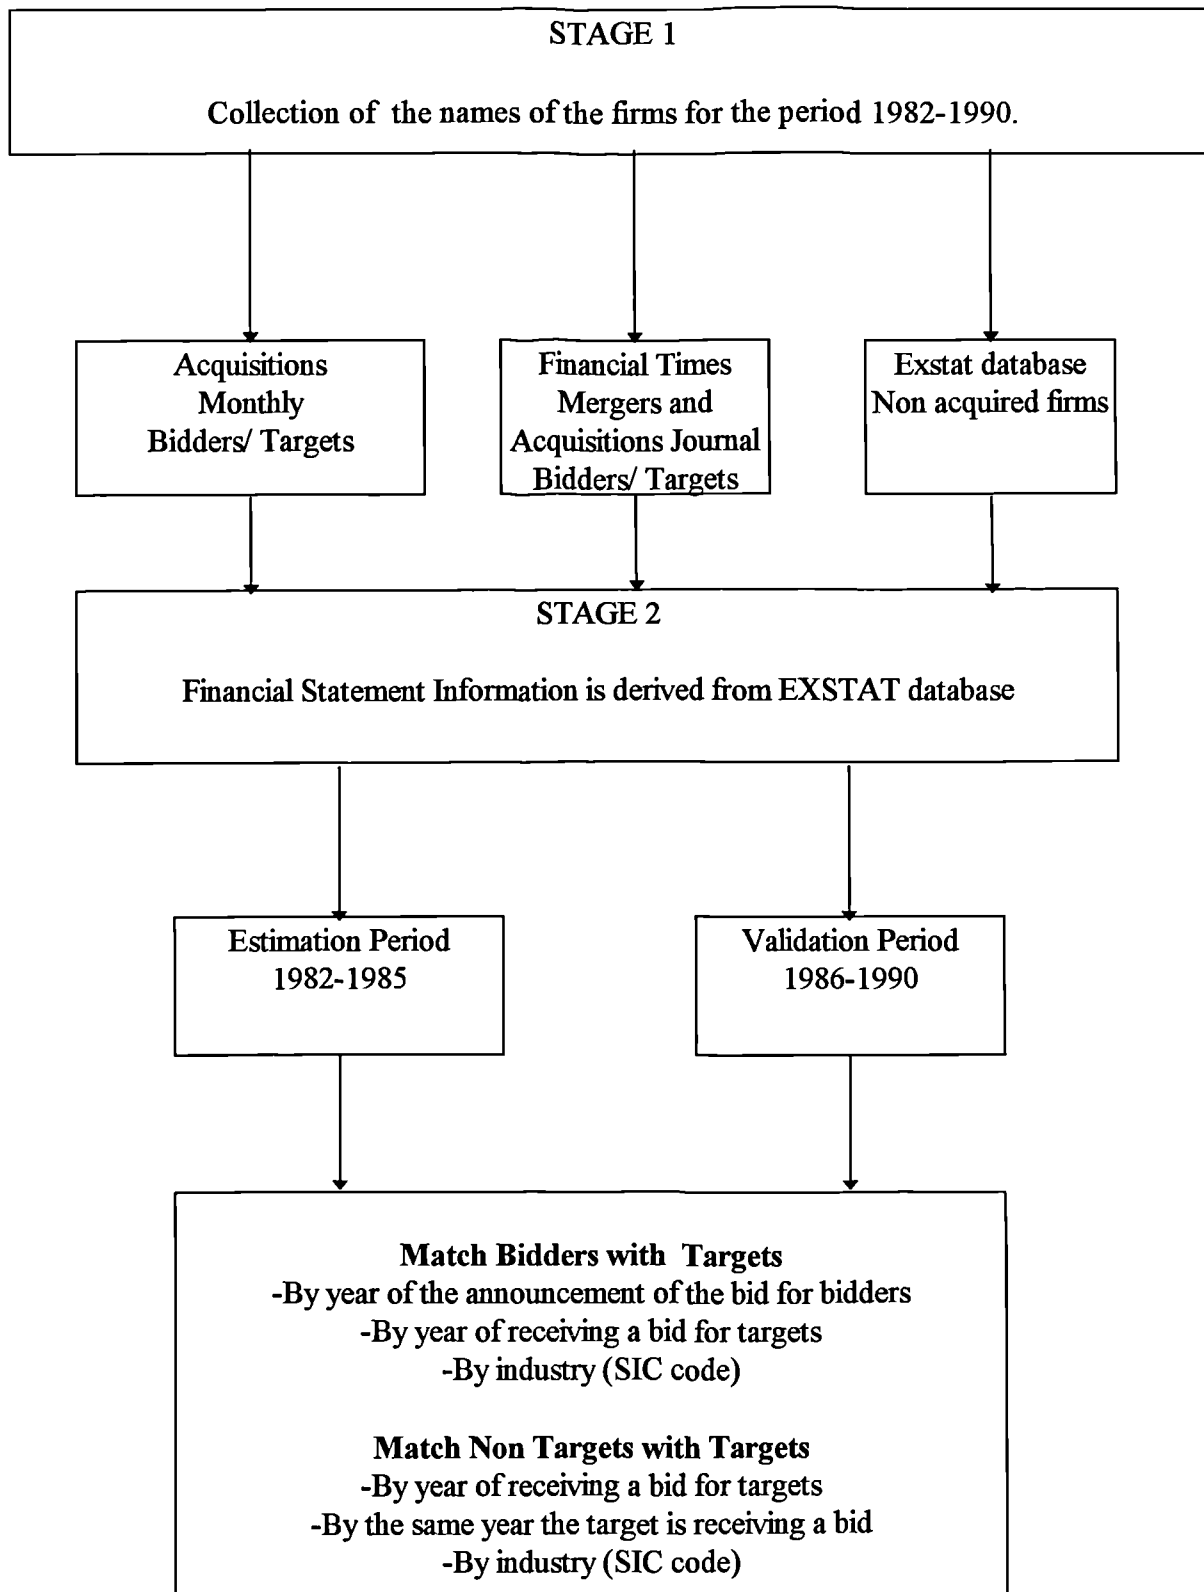 STAGE 1
Collection of the names of the firms for the period 1982-1990.
Acquisitions
Monthly
Bidders/ Targets
Financial Times
Mergers and
Acquisitions Journal
Bidders/ Targets
Exstat database
Non acquired firms
STAGE 2
Financial Statement Information is derived from EXSTAT database
Estimation Period
1982-1985
Validation Period
1986-1990
Match Bidders with Targets
-By year of the announcement of the bid for bidders
-By year of receiving a bid for targets
-By industry (SIC code)
Match Non Targets with Targets
-By year of receiving a bid for targets
-By the same year the target is receiving a bid
-By industry (SIC code)